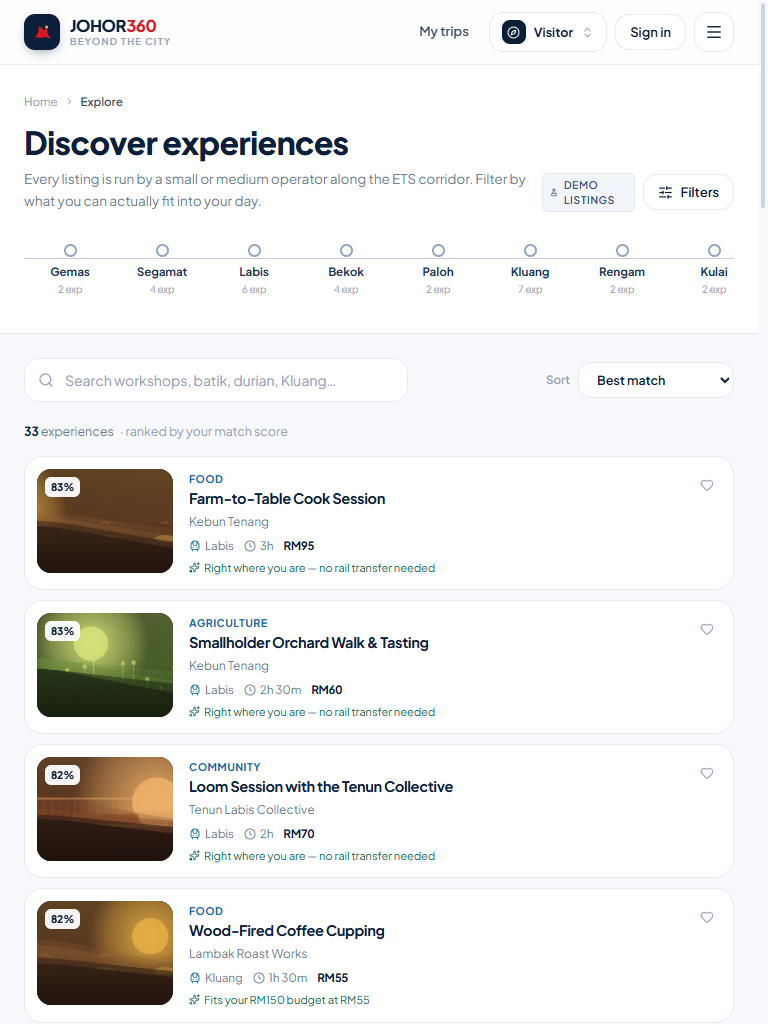 JOHOR360
BEYOND THE CITY
My trips
Visitor
Sign in
Home
Explore
Discover experiences
Every listing is run by a small or medium operator along the ETS corridor. Filter by
what you can actually fit into your day.
DEMO
LISTINGS
Filters
Gemas
Segamat
Labis
Bekok
Paloh
Kluang
Rengam
Kulai
2 exp
4 exp
6 exp
4 exp
2 exp
7 exp
2 exp
2 exp
Search workshops, batik, durian, Kluang…
Sort
Best match
33 experiences · ranked by your match score
83%
FOOD
Farm-to-Table Cook Session
Kebun Tenang
Labis 3h RM95
Right where you are — no rail transfer needed
83%
AGRICULTURE
Smallholder Orchard Walk & Tasting
Kebun Tenang
Labis 2h 30m RM60
Right where you are — no rail transfer needed
82%
COMMUNITY
Loom Session with the Tenun Collective
Tenun Labis Collective
Labis 2h RM70
Right where you are — no rail transfer needed
82%
FOOD
Wood-Fired Coffee Cupping
Lambak Roast Works
Kluang 1h 30m RM55
Fits your RM150 budget at RM55